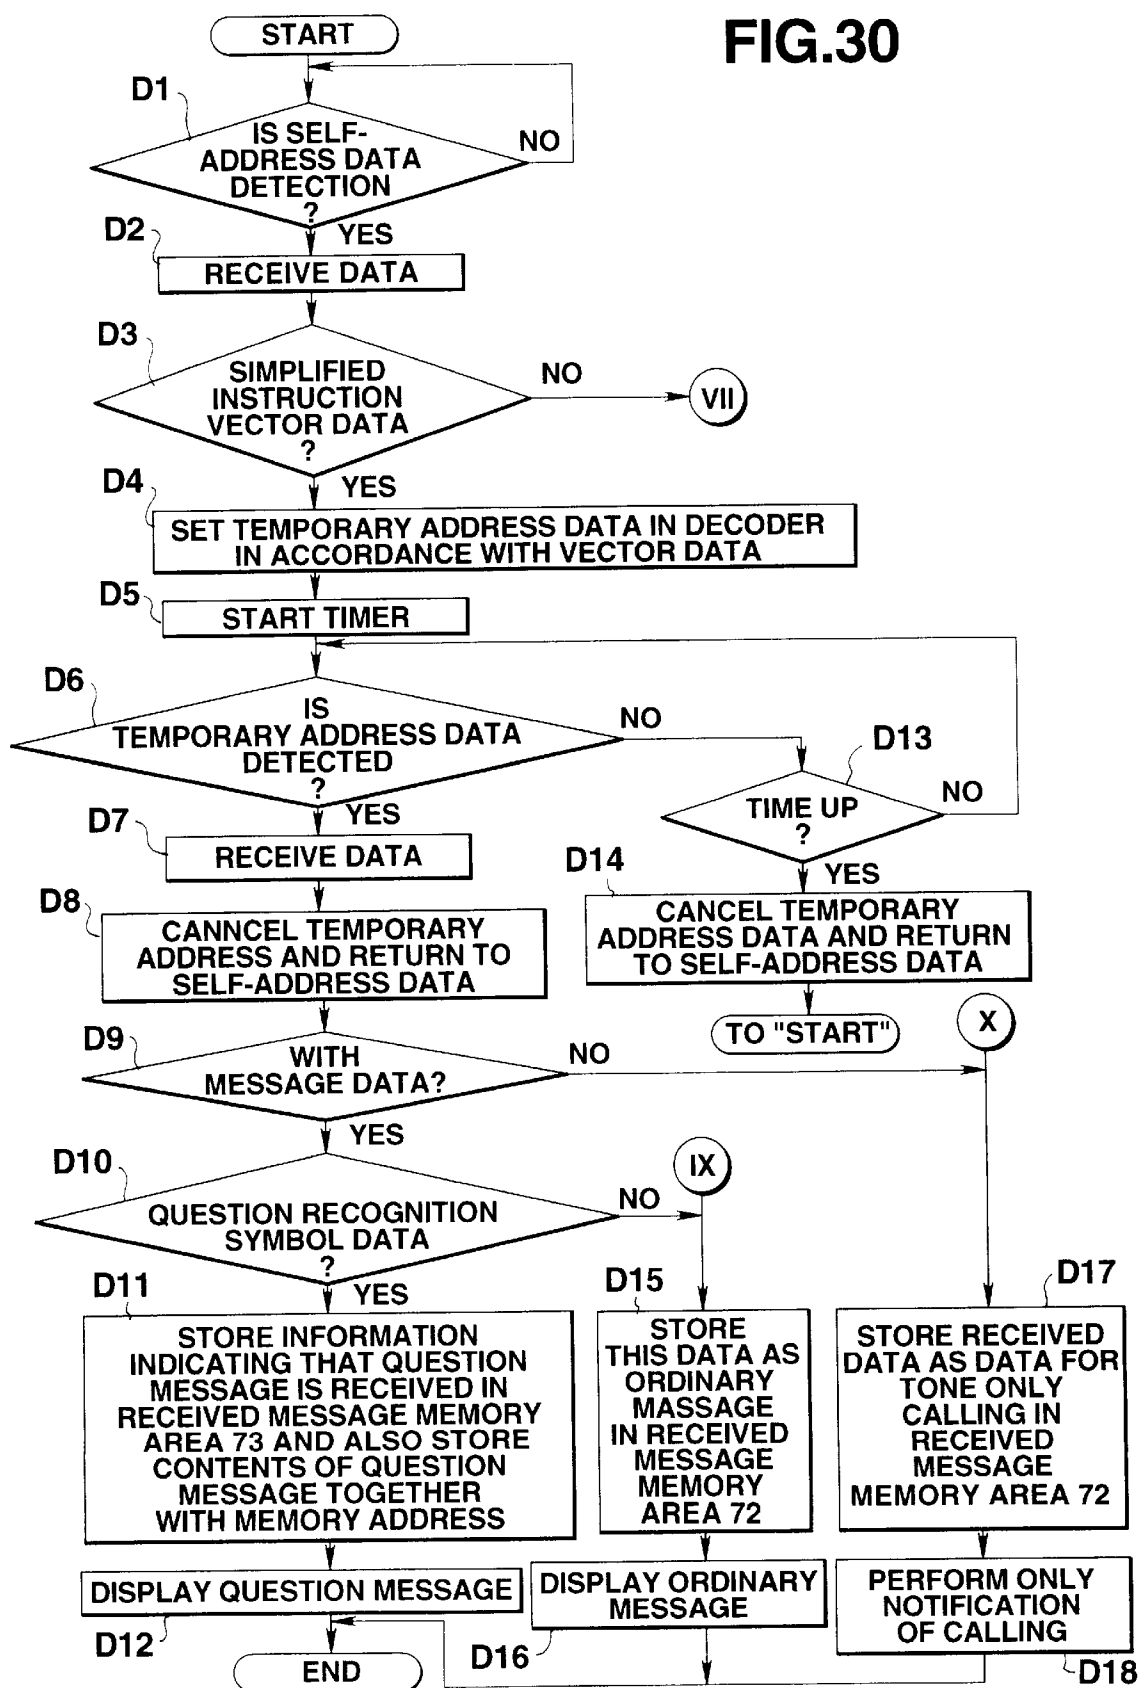 FIG.30
START
D1
IS SELF-
ADDRESS DATA
DETECTION
?
NO
YES
D2
RECEIVE DATA
D3
SIMPLIFIED
INSTRUCTION
VECTOR DATA
?
NO
VII
YES
D4
SET TEMPORARY ADDRESS DATA IN DECODER
IN ACCORDANCE WITH VECTOR DATA
D5
START TIMER
D6
IS
TEMPORARY ADDRESS DATA
DETECTED
?
NO
YES
D13
TIME UP
?
NO
YES
D7
RECEIVE DATA
D14
CANCEL TEMPORARY
ADDRESS DATA AND RETURN
TO SELF-ADDRESS DATA
TO "START"
D8
CANNCEL TEMPORARY
ADDRESS AND RETURN TO
SELF-ADDRESS DATA
X
D9
WITH
MESSAGE DATA?
NO
YES
D10
QUESTION RECOGNITION
SYMBOL DATA
?
NO
IX
YES
D11
STORE INFORMATION
INDICATING THAT QUESTION
MESSAGE IS RECEIVED IN
RECEIVED MESSAGE MEMORY
AREA 73 AND ALSO STORE
CONTENTS OF QUESTION
MESSAGE TOGETHER
WITH MEMORY ADDRESS
D15
STORE
THIS DATA AS
ORDINARY
MASSAGE
IN RECEIVED
MESSAGE
MEMORY
AREA 72
D17
STORE RECEIVED
DATA AS DATA FOR
TONE ONLY
CALLING IN
RECEIVED
MESSAGE
MEMORY AREA 72
DISPLAY QUESTION MESSAGE
D12
DISPLAY ORDINARY
MESSAGE
D16
PERFORM ONLY
NOTIFICATION
OF CALLING
D18
END